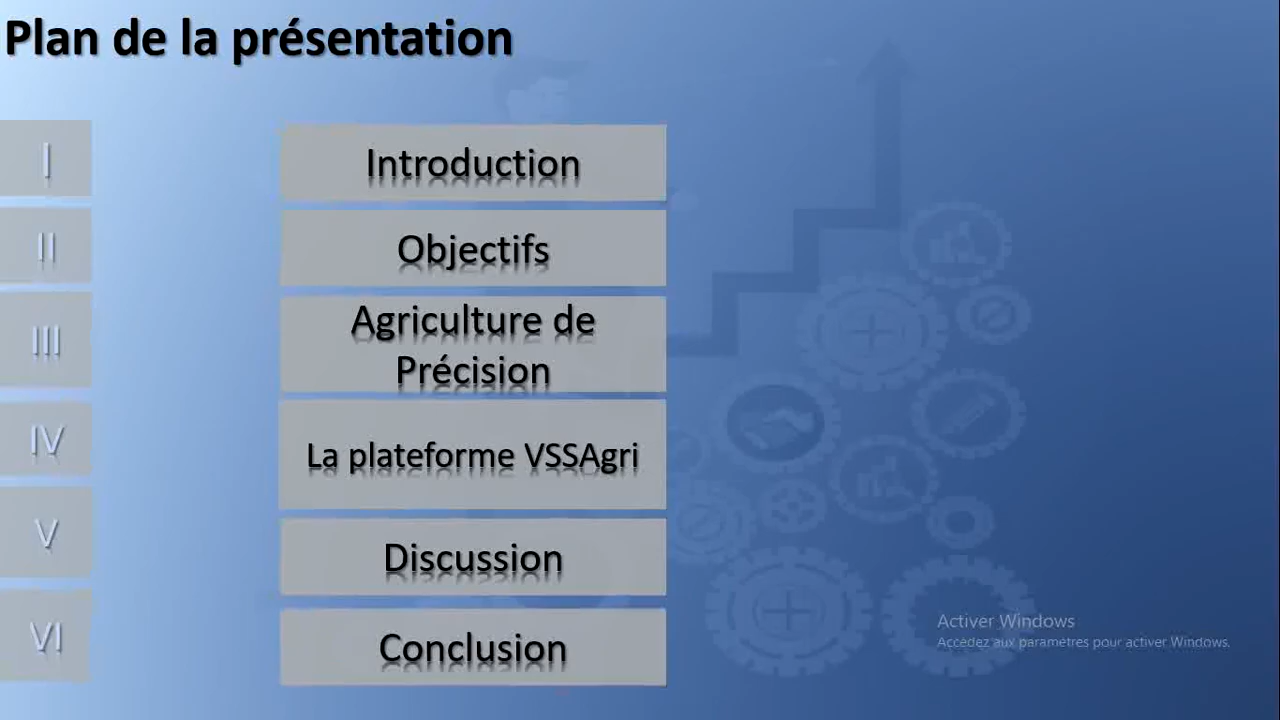 Plan de la présentation
I
Introduction
II
Objectifs
III
Agriculture de
Précision
IV
La plateforme VSSAgri
V
Discussion
VI
Conclusion
Activer Windows
Accédez aux paramètres pour activer Windows.